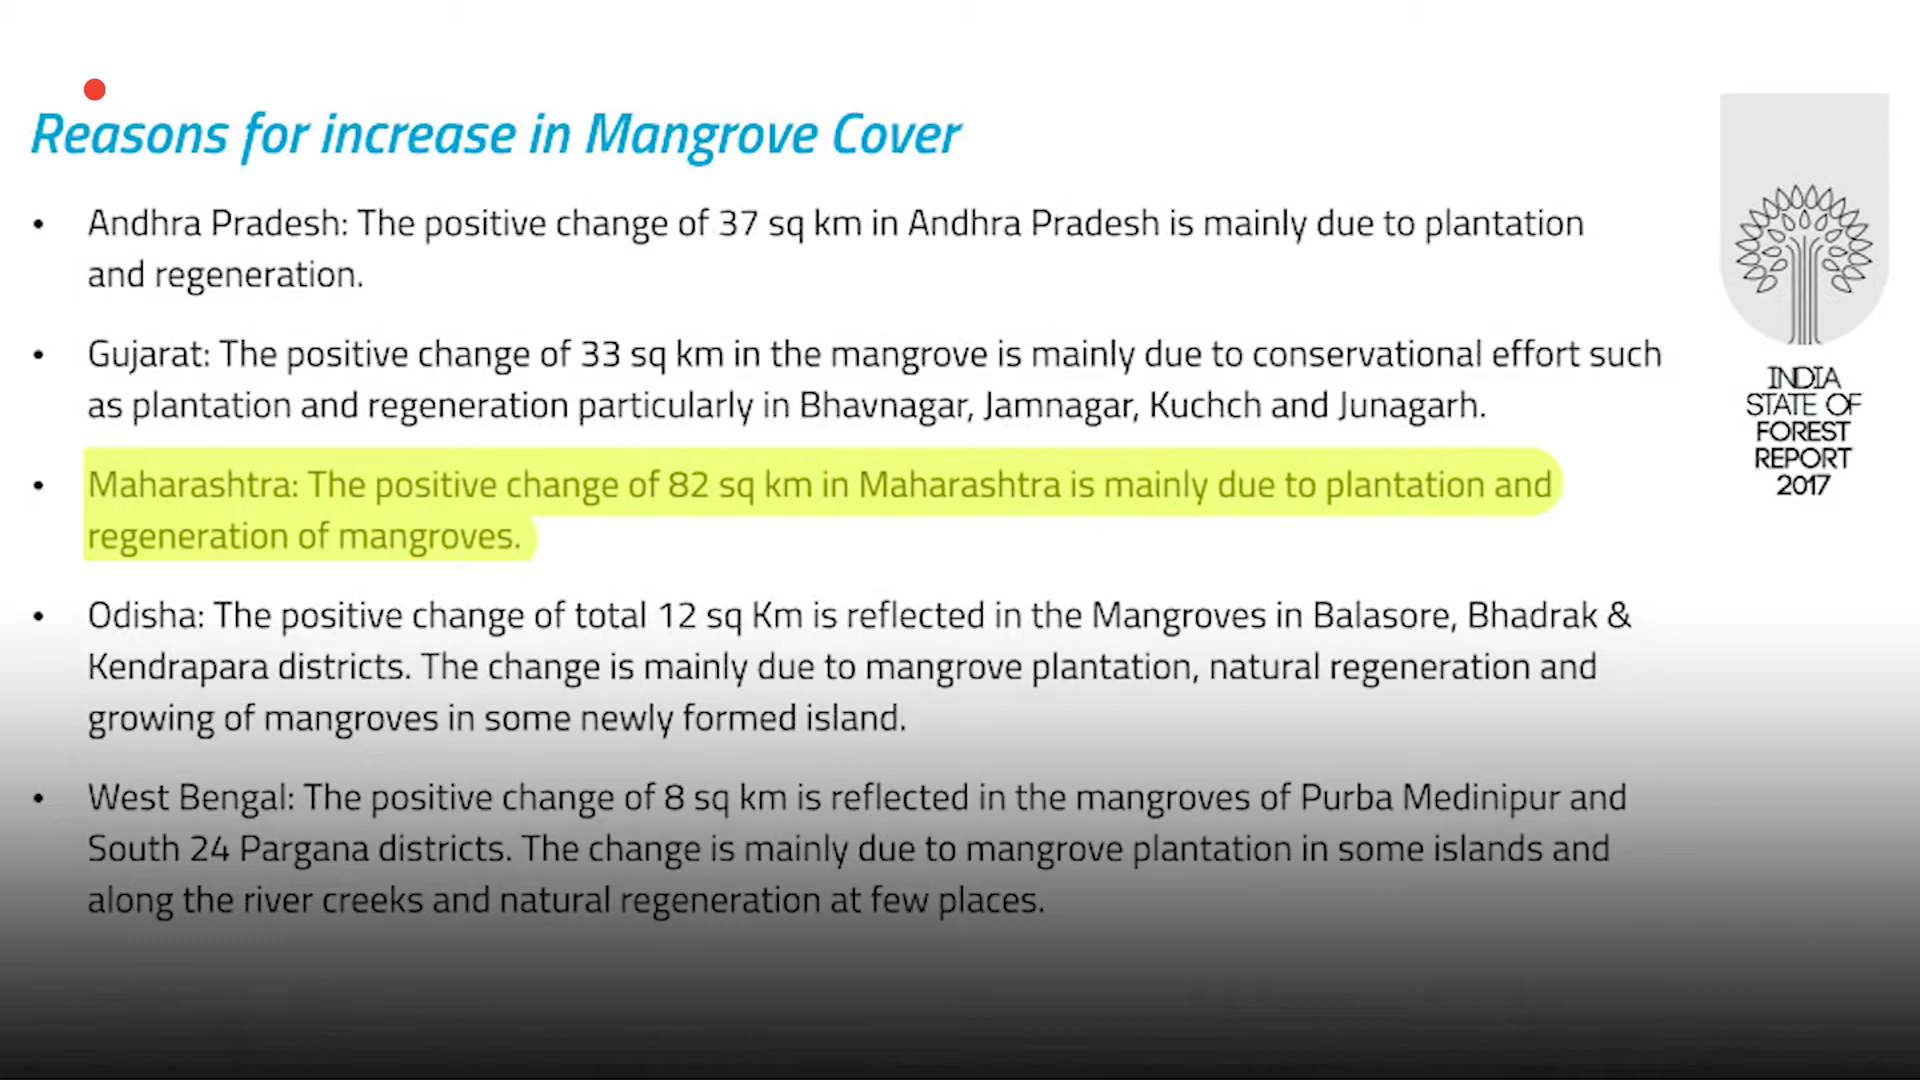 Reasons for increase in Mangrove Cover
• Andhra Pradesh: The positive change of 37 sq km in Andhra Pradesh is mainly due to plantation
and regeneration.
• Gujarat: The positive change of 33 sq km in the mangrove is mainly due to conservational effort such
as plantation and regeneration particularly in Bhavnagar, Jamnagar, Kuchch and Junagarh.
• Maharashtra: The positive change of 82 sq km in Maharashtra is mainly due to plantation and
regeneration of mangroves.
• Odisha: The positive change of total 12 sq Km is reflected in the Mangroves in Balasore, Bhadrak &
Kendrapara districts. The change is mainly due to mangrove plantation, natural regeneration and
growing of mangroves in some newly formed island.
• West Bengal: The positive change of 8 sq km is reflected in the mangroves of Purba Medinipur and
South 24 Pargana districts. The change is mainly due to mangrove plantation in some islands and
along the river creeks and natural regeneration at few places.
INDIA
STATE OF
FOREST
REPORT
2017